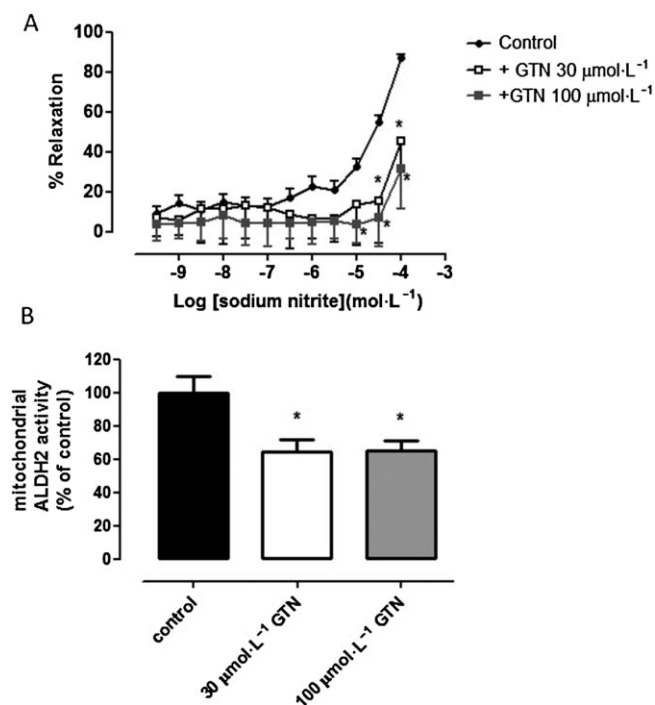 A
100
80
60
40
20
0
% Relaxation
-9 -8 -7 -6 -5 -4 -3
Log [sodium nitrite](mol·L⁻¹)
Control
+ GTN 30 μmol·L⁻¹
+GTN 100 μmol·L⁻¹
*
*
*
*
*
B
120
100
80
60
40
20
0
mitochondrial
ALDH2 activity
(% of control)
* *
control
30 μmol·L⁻¹ GTN
100 μmol·L⁻¹ GTN